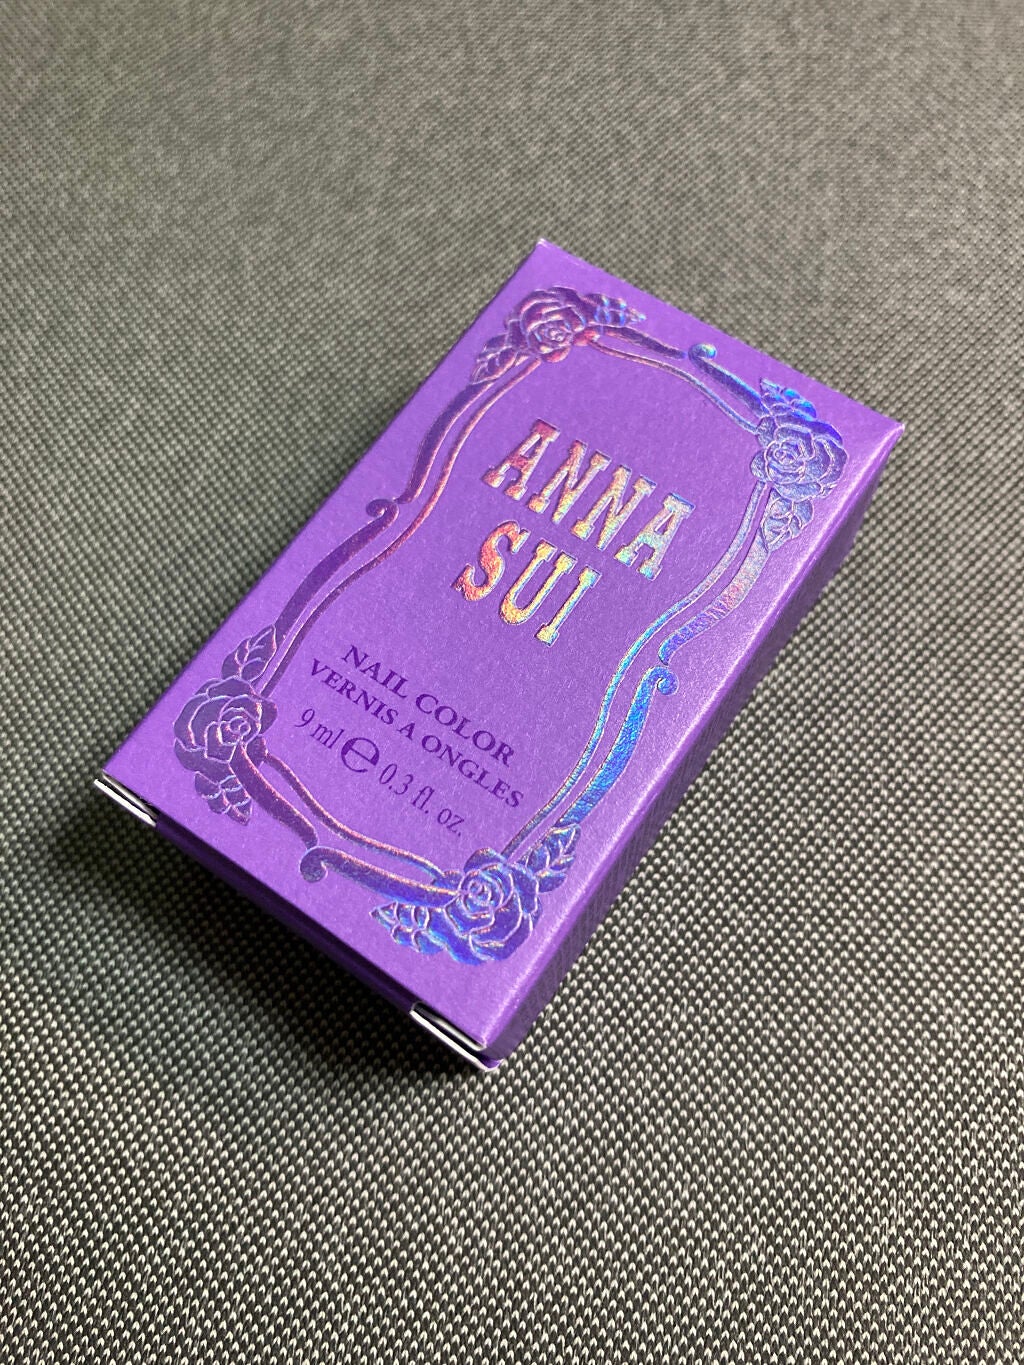 ANNA
SUI
NAIL COLOR
VERNIS A ONGLES
9 ml ℮ 0.3 fl. oz.